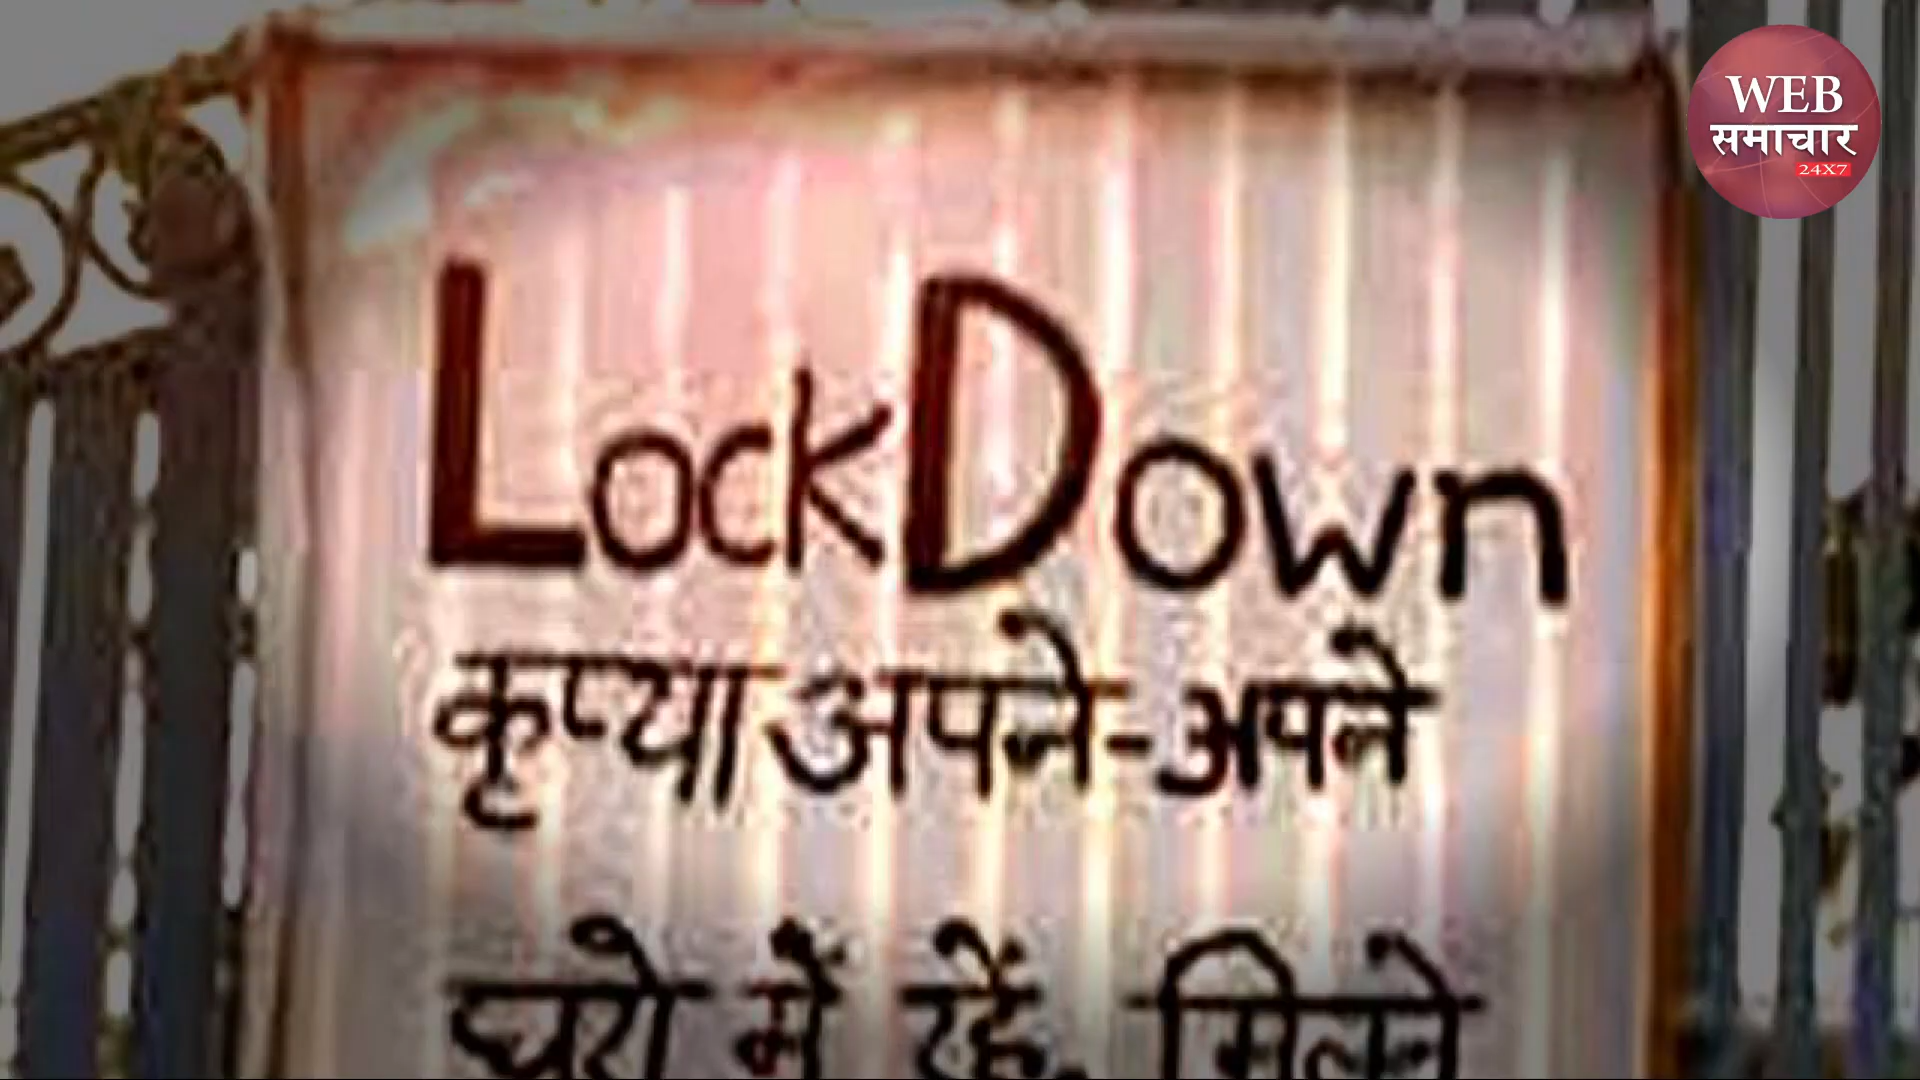 WEB
समाचार
24X7
LockDown
कृप्या अपने-अपने
घरो में रहें, मिलने